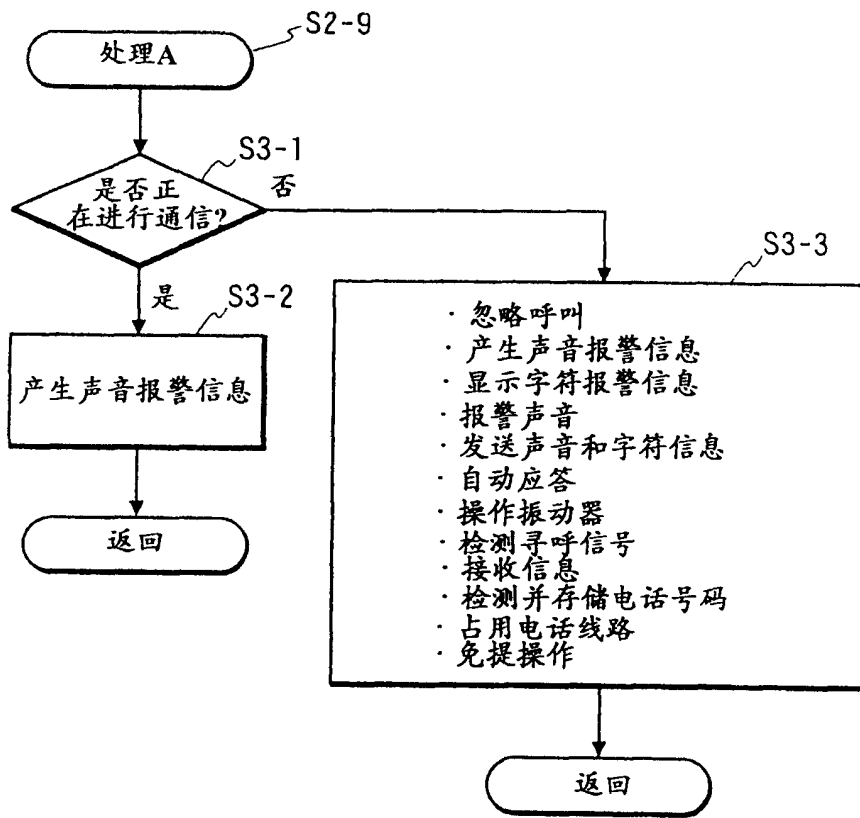 S2-9
处理A
S3-1
是否正
在进行通信?
否
是
S3-2
产生声音报警信息
返回
S3-3
· 忽略呼叫
· 产生声音报警信息
· 显示字符报警信息
· 报警声音
· 发送声音和字符信息
· 自动应答
· 操作振动器
· 检测寻呼信号
· 接收信息
· 检测并存储电话号码
· 占用电话线路
· 免提操作
返回